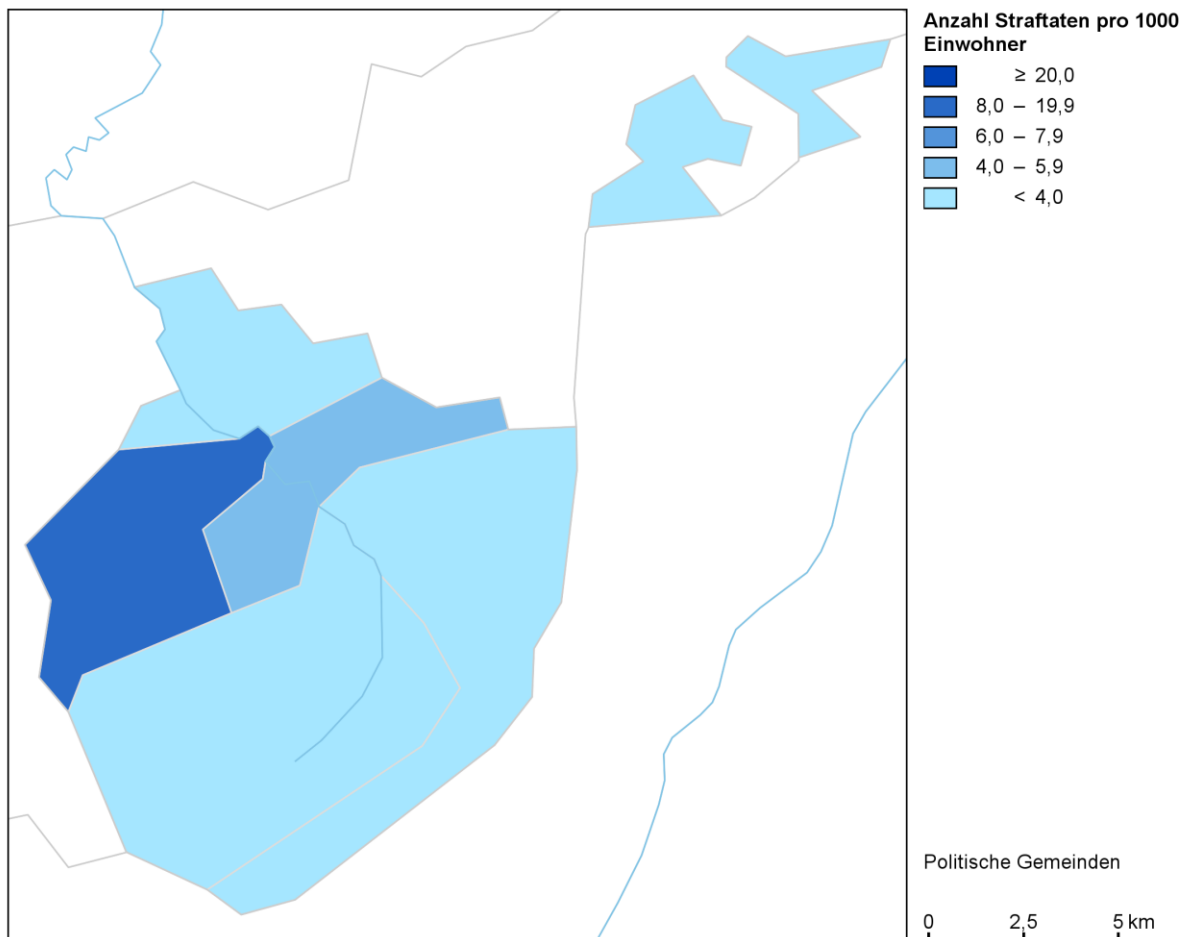 Anzahl Straftaten pro 1000
Einwohner
≥ 20,0
8,0 – 19,9
6,0 – 7,9
4,0 – 5,9
< 4,0
Politische Gemeinden
0 2,5 5 km